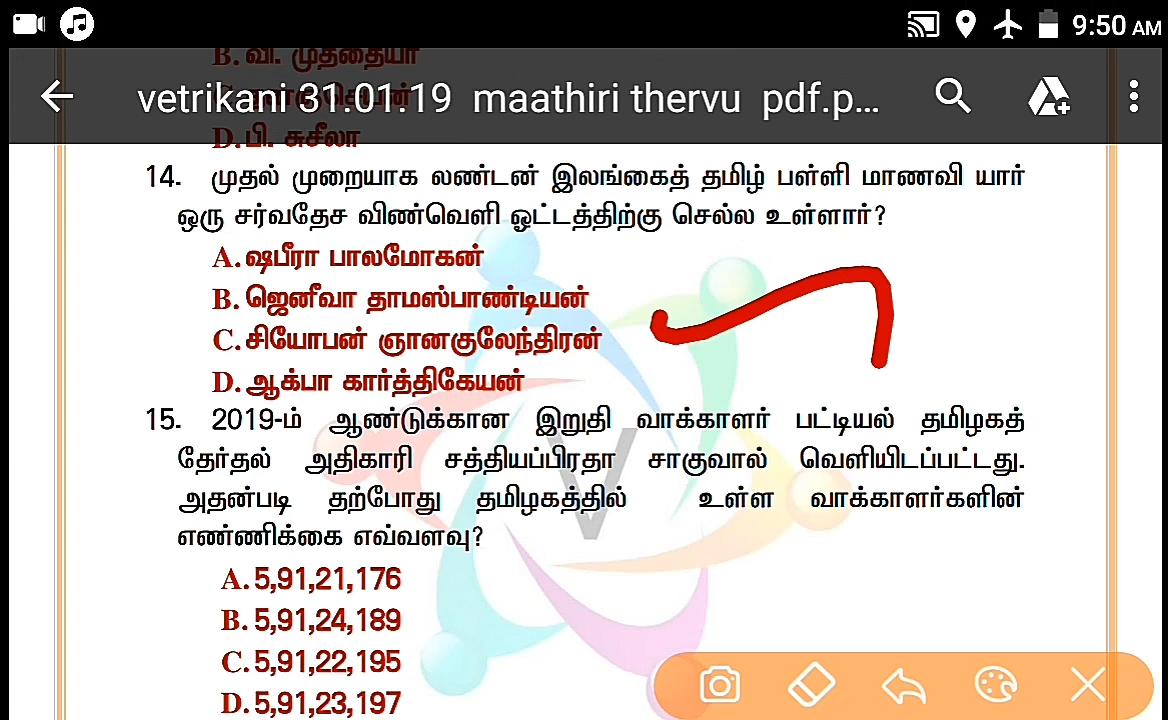 9:50 AM
B. வி. முத்தையா
vetrikani 31.01.19 maathiri thervu pdf.p...
D. பி. சுசீலா
14. முதல் முறையாக லண்டன் இலங்கைத் தமிழ் பள்ளி மாணவி யார்
ஒரு சர்வதேச விண்வெளி ஓட்டத்திற்கு செல்ல உள்ளார்?
A. ஷபீரா பாலமோகன்
B. ஜெனீவா தாமஸ்பாண்டியன்
C. சியோபன் ஞானகுலேந்திரன்
D. ஆக்பா கார்த்திகேயன்
15. 2019-ம் ஆண்டுக்கான இறுதி வாக்காளர் பட்டியல் தமிழகத்
தேர்தல் அதிகாரி சத்தியப்பிரதா சாகுவால் வெளியிடப்பட்டது.
அதன்படி தற்போது தமிழகத்தில் உள்ள வாக்காளர்களின்
எண்ணிக்கை எவ்வளவு?
A. 5,91,21,176
B. 5,91,24,189
C. 5,91,22,195
D. 5,91,23,197
V